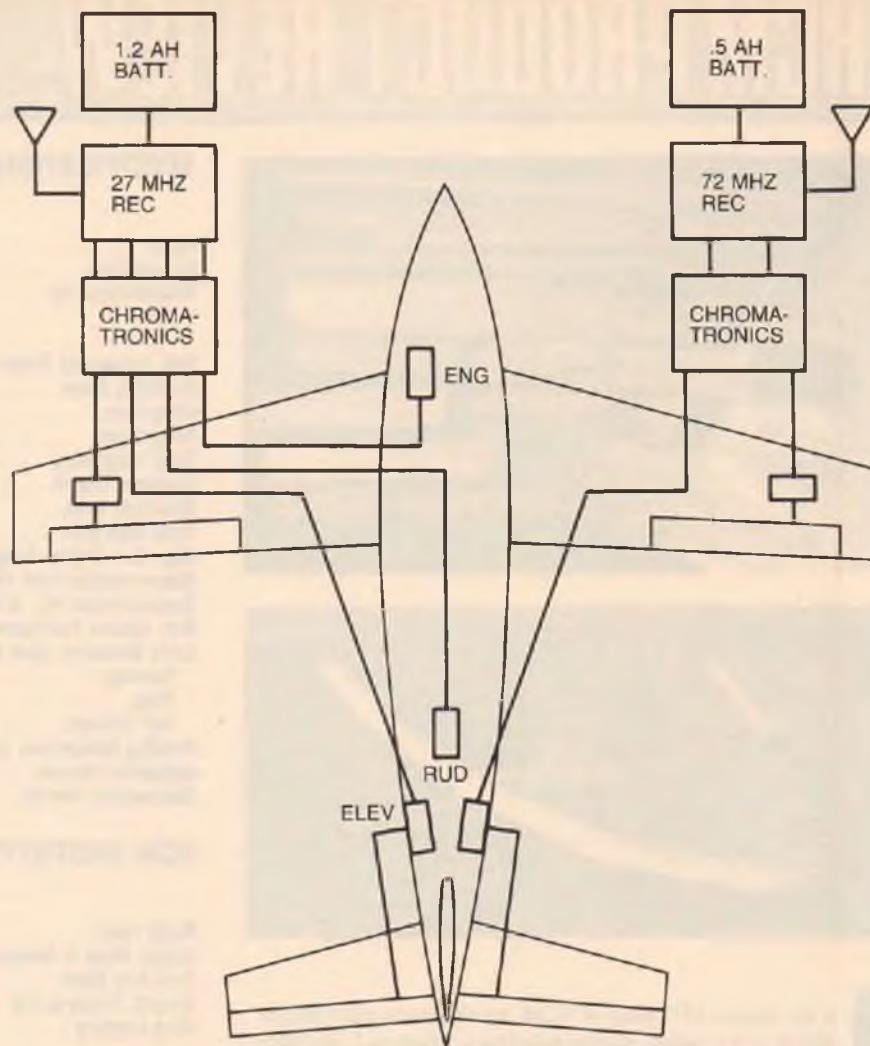 1.2 AH
BATT.
.5 AH
BATT.
27 MHZ
REC
72 MHZ
REC
CHROMA-
TRONICS
CHROMA-
TRONICS
ENG
RUD
ELEV